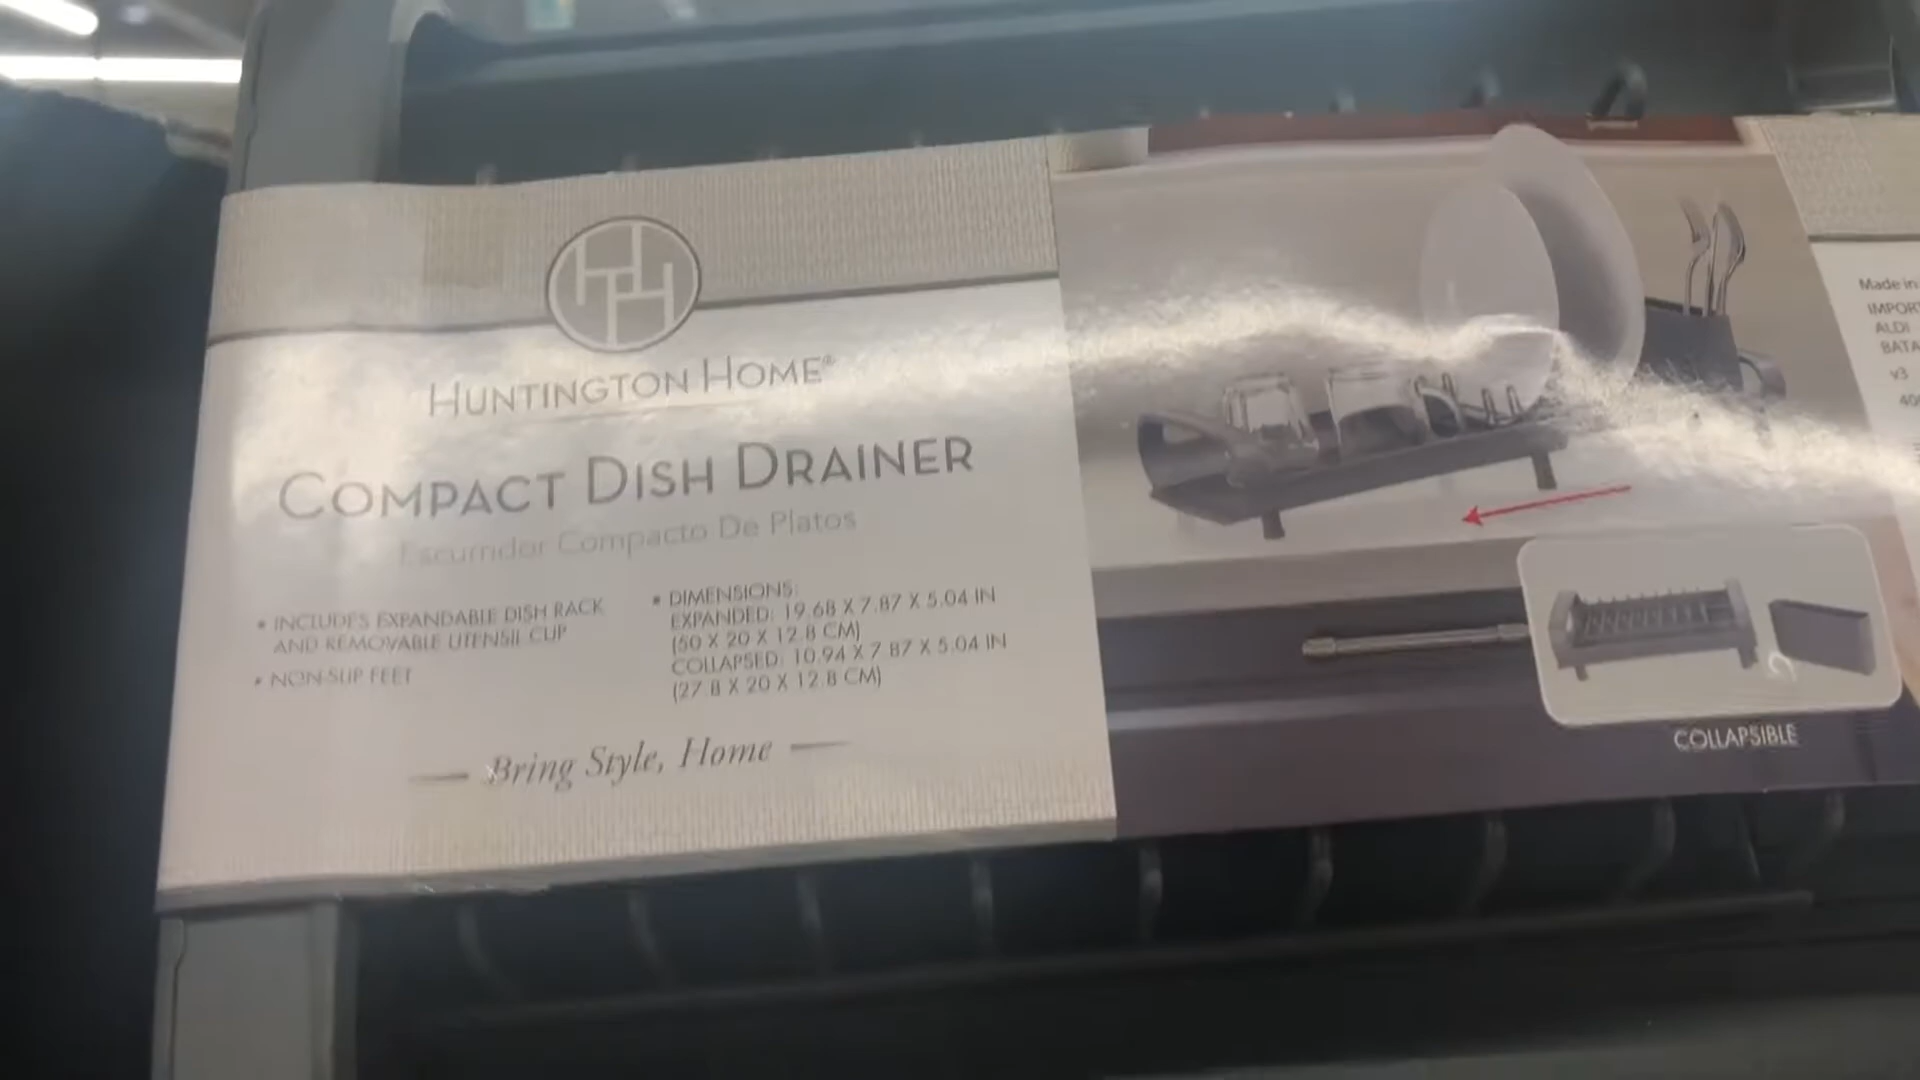 HUNTINGTON HOME®
COMPACT DISH DRAINER
Escurridor Compacto De Platos
• INCLUDES EXPANDABLE DISH RACK
AND REMOVABLE UTENSIL CUP
• NON-SLIP FEET
• DIMENSIONS:
EXPANDED: 19.68 X 7.87 X 5.04 IN
(50 X 20 X 12.8 CM)
COLLAPSED: 10.94 X 7.87 X 5.04 IN
(27.8 X 20 X 12.8 CM)
Bring Style, Home
COLLAPSIBLE
Made in
IMPOR
ALDI
BATA
v3